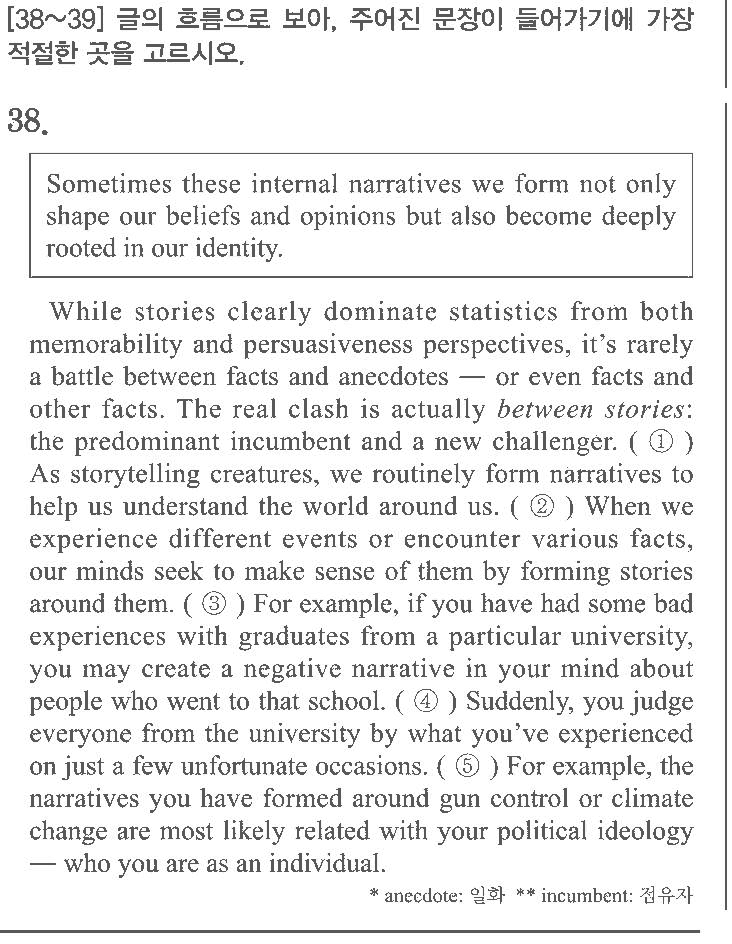 [38~39] 글의 흐름으로 보아, 주어진 문장이 들어가기에 가장
적절한 곳을 고르시오.
38.
Sometimes these internal narratives we form not only
shape our beliefs and opinions but also become deeply
rooted in our identity.
While stories clearly dominate statistics from both
memorability and persuasiveness perspectives, it's rarely
a battle between facts and anecdotes — or even facts and
other facts. The real clash is actually between stories:
the predominant incumbent and a new challenger. ( ① )
As storytelling creatures, we routinely form narratives to
help us understand the world around us. ( ② ) When we
experience different events or encounter various facts,
our minds seek to make sense of them by forming stories
around them. ( ③ ) For example, if you have had some bad
experiences with graduates from a particular university,
you may create a negative narrative in your mind about
people who went to that school. ( ④ ) Suddenly, you judge
everyone from the university by what you've experienced
on just a few unfortunate occasions. ( ⑤ ) For example, the
narratives you have formed around gun control or climate
change are most likely related with your political ideology
— who you are as an individual.
* anecdote: 일화 ** incumbent: 점유자